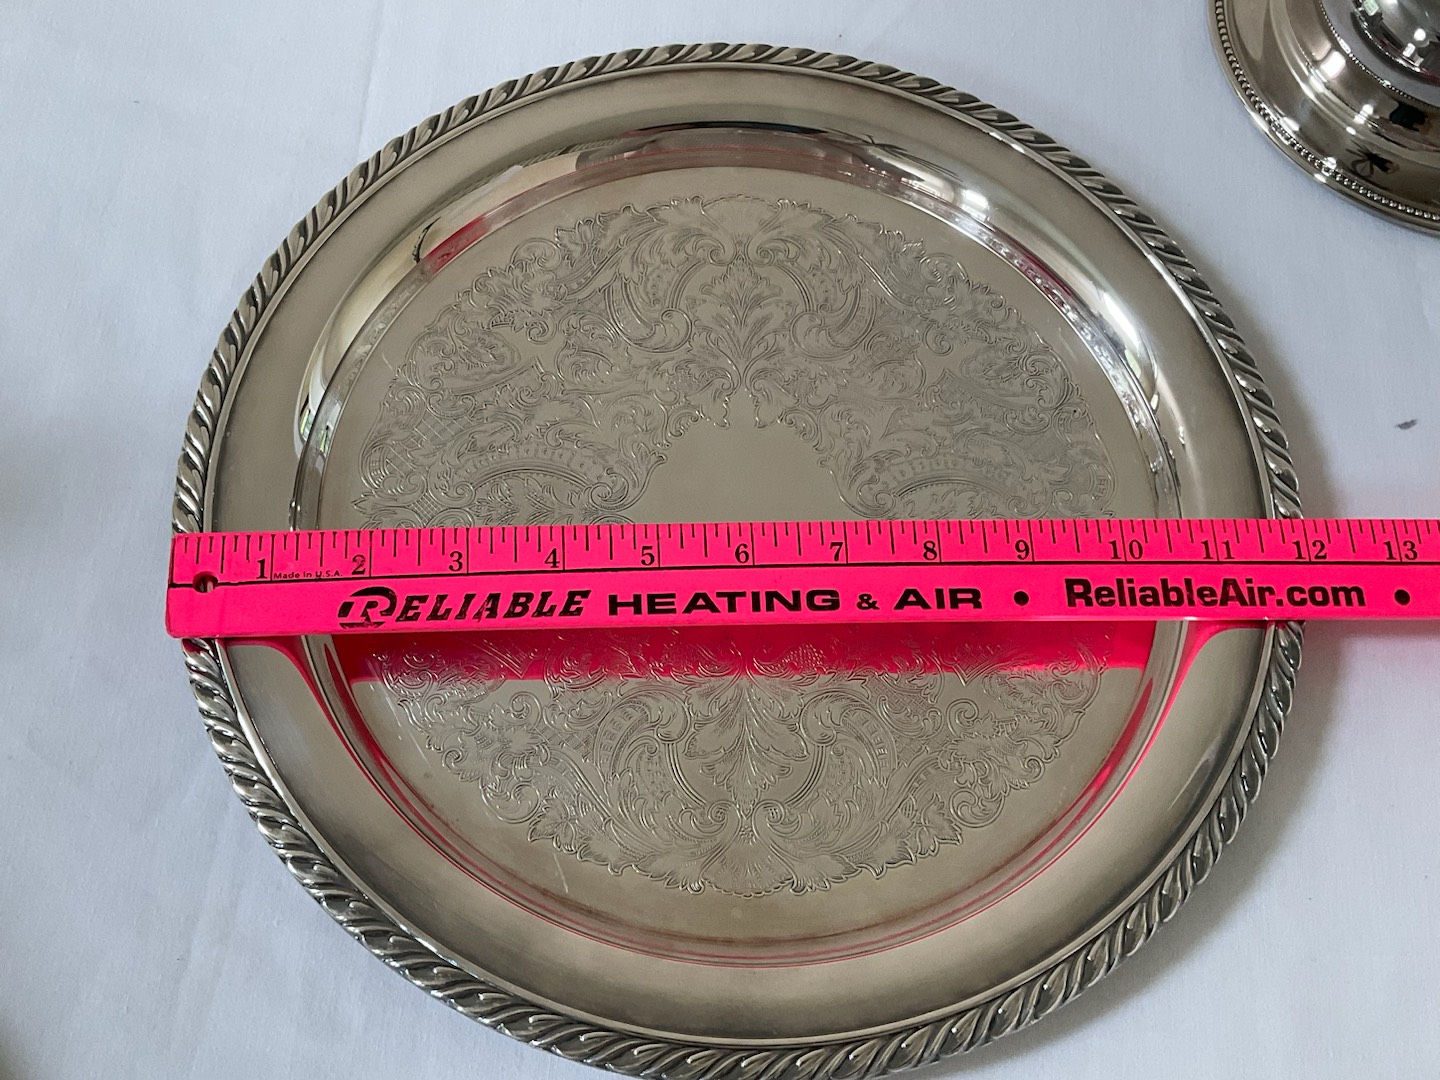 1 2 3 4 5 6 7 8 9 10 11 12 13
Made in U.S.A.
RELIABLE HEATING & AIR • ReliableAir.com •